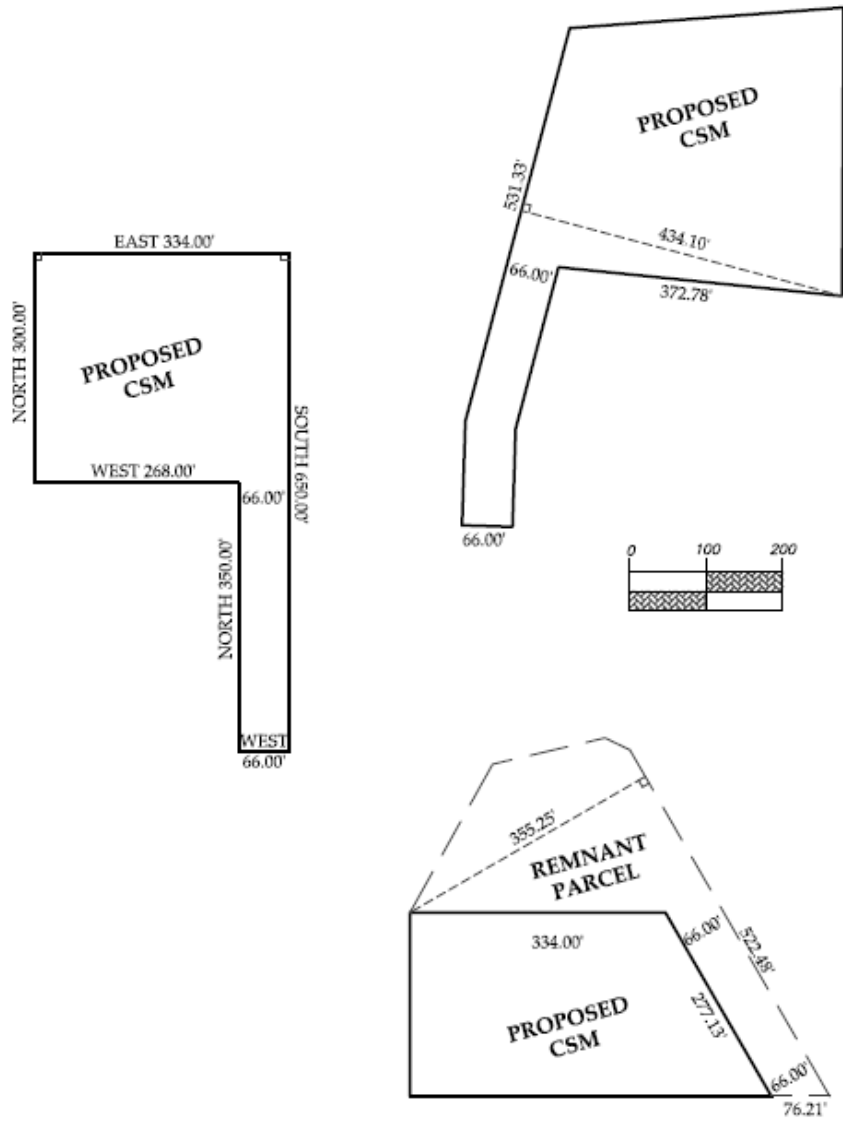 PROPOSED
CSM
531.33'
434.10'
66.00'
372.78'
66.00'
EAST 334.00'
NORTH 300.00'
PROPOSED
CSM
WEST 268.00'
66.00'
SOUTH 650.00'
NORTH 350.00'
WEST
66.00'
0 100 200
355.25'
REMNANT
PARCEL
334.00'
66.00'
522.48'
PROPOSED
CSM
277.13'
66.00'
76.21'